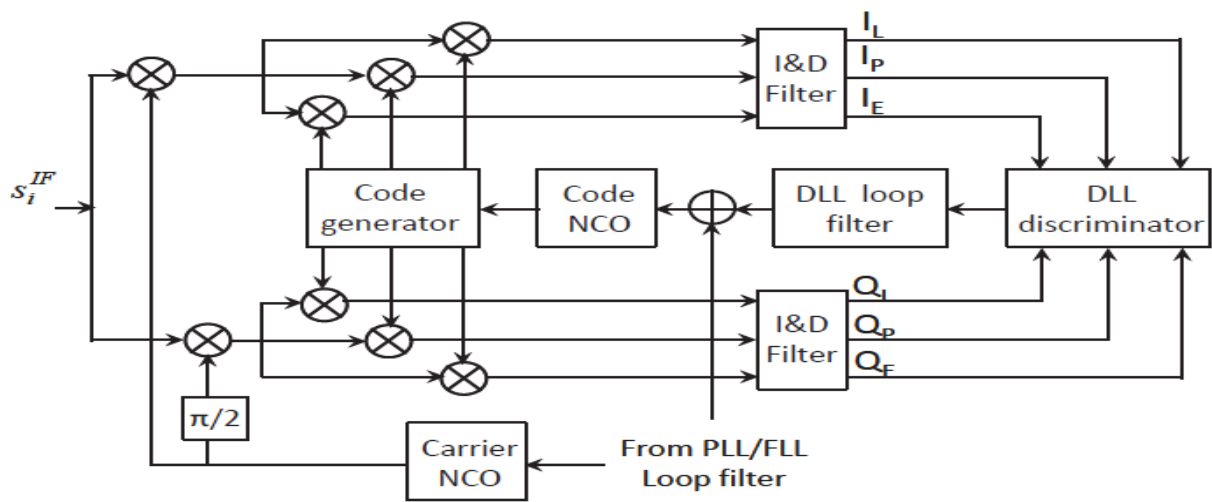 I_L
I&D
Filter
I_P
I_E
S_i^IF
Code
generator
Code
NCO
DLL loop
filter
DLL
discriminator
Q_L
I&D
Filter
Q_P
Q_E
π/2
Carrier
NCO
From PLL/FLL
Loop filter